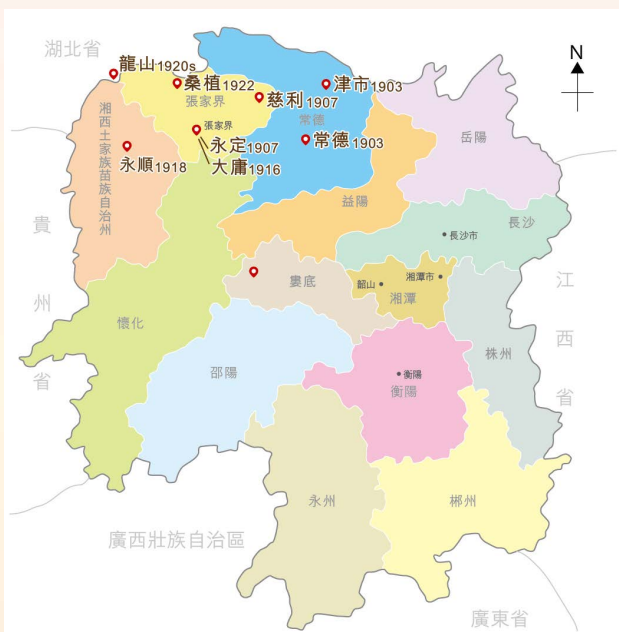 湖北省
N
龍山1920s
桑植1922
張家界
慈利1907
津市1903
常德
常德1903
張家界
永定1907
大庸1916
永順1918
湘西土家族苗族自治州
岳陽
益陽
長沙
長沙市
貴州省
江西省
婁底
韶山
湘潭市
湘潭
懷化
株州
邵陽
衡陽
衡陽
永州
郴州
廣西壯族自治區
廣東省